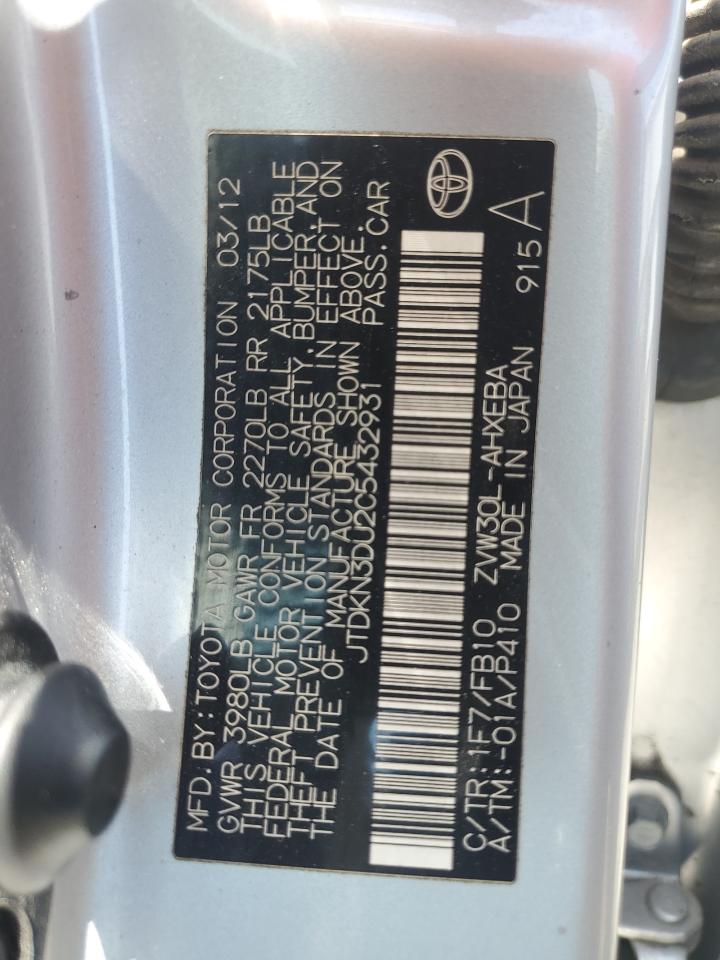 MFD. BY: TOYOTA MOTOR CORPORATION 03/12
GVWR 3980LB GAWR FR 2270LB RR 2175LB
THIS VEHICLE CONFORMS TO ALL APPLICABLE
FEDERAL MOTOR VEHICLE SAFETY, BUMPER, AND
THEFT PREVENTION STANDARDS IN EFFECT ON
THE DATE OF MANUFACTURE SHOWN ABOVE.
JTDKN3DU2C5432931 PASS. CAR
C/TR: 1F7/FB10 ZVW30L-AHXEBA
A/TM: -01A/P410 MADE IN JAPAN 915 A